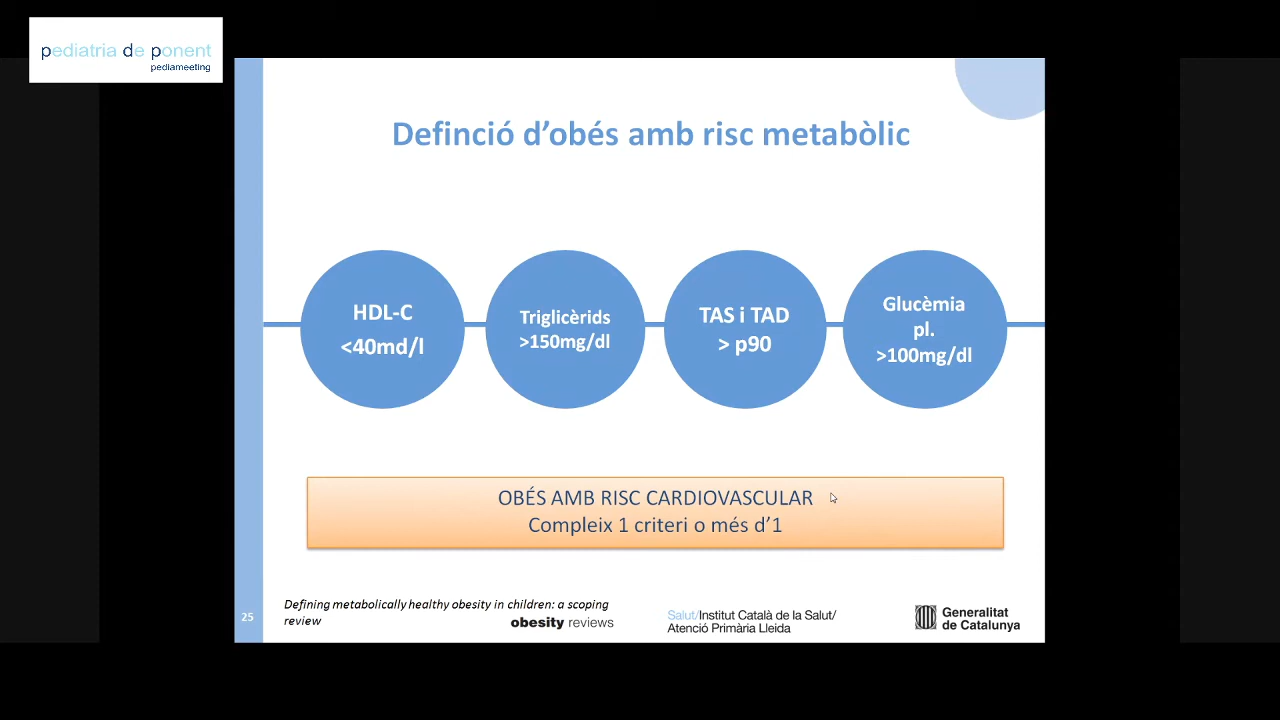 pediatria de ponent
pediameeting
Definció d’obés amb risc metabòlic
HDL-C
<40md/l
Triglicèrids
>150mg/dl
TAS i TAD
> p90
Glucèmia
pl.
>100mg/dl
OBÉS AMB RISC CARDIOVASCULAR
Compleix 1 criteri o més d’1
25
Defining metabolically healthy obesity in children: a scoping
review
obesity reviews
Salut/Institut Català de la Salut/
Atenció Primària Lleida
Generalitat
de Catalunya